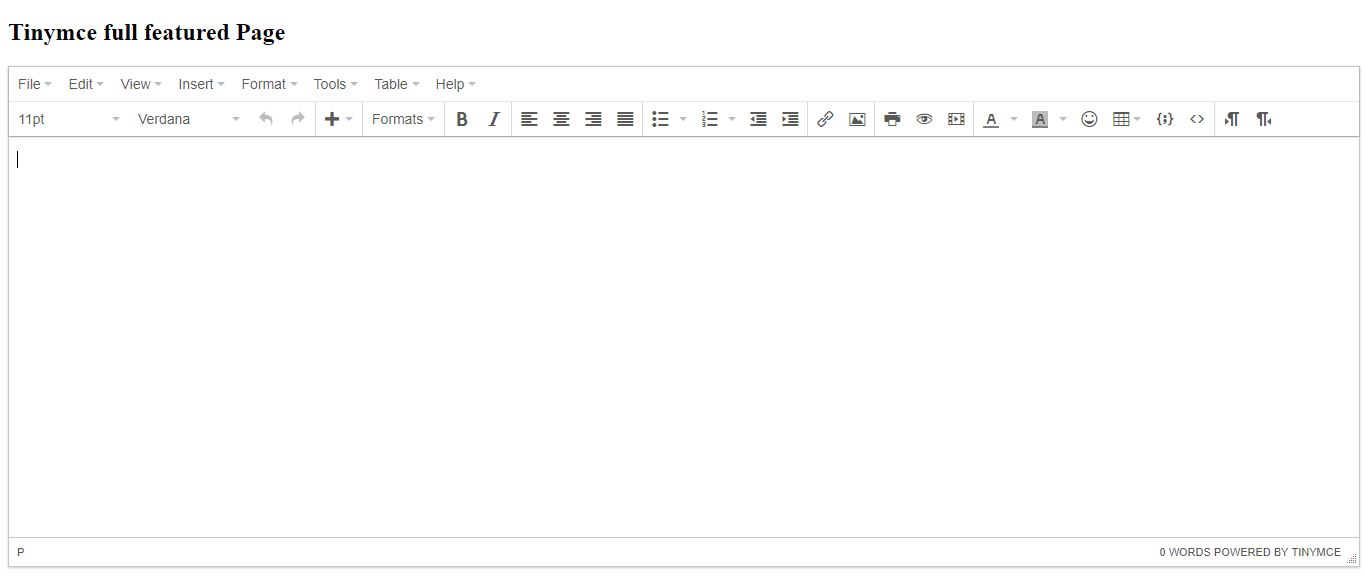 Tinymce full featured Page
File Edit View Insert Format Tools Table Help
11pt Verdana Formats B I A A
P 0 WORDS POWERED BY TINYMCE